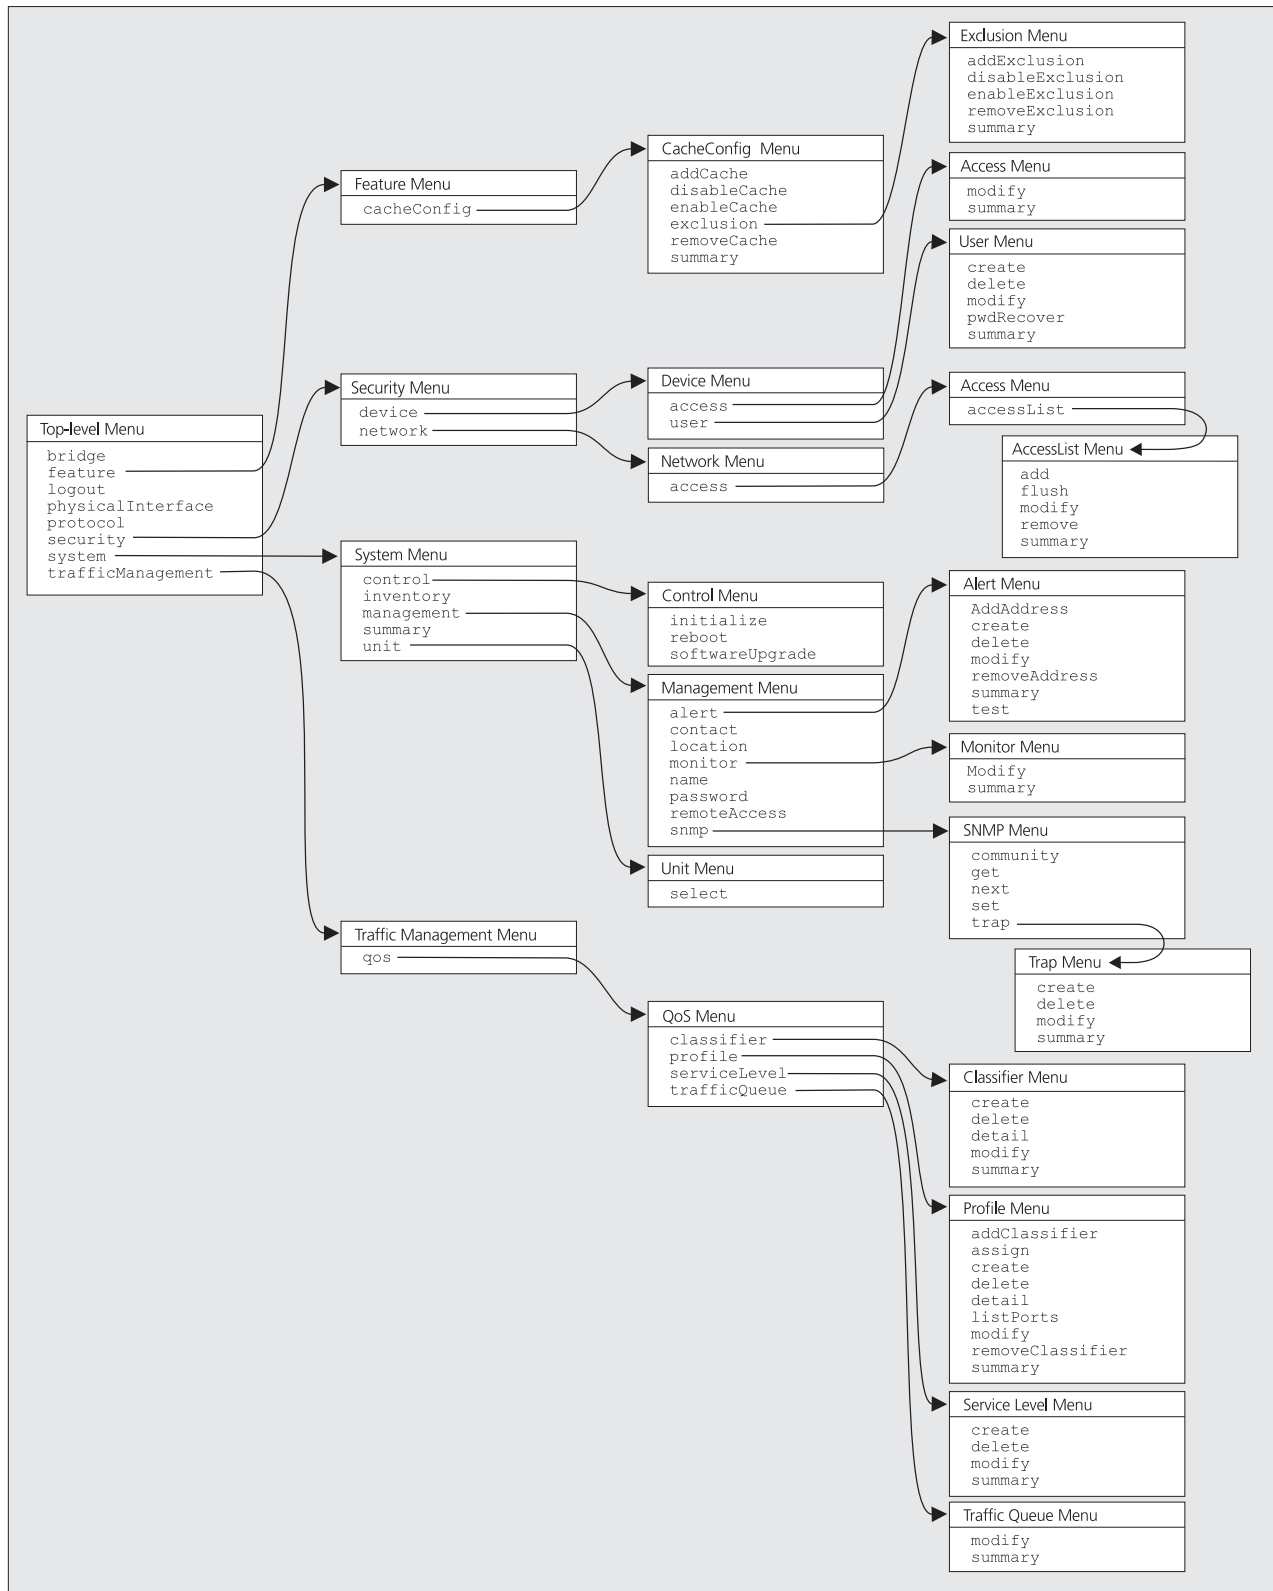 Top-level Menu
bridge
feature
logout
physicalInterface
protocol
security
system
trafficManagement
Feature Menu
cacheConfig
Security Menu
device
network
System Menu
control
inventory
management
summary
unit
Traffic Management Menu
qos
CacheConfig Menu
addCache
disableCache
enableCache
exclusion
removeCache
summary
Device Menu
access
user
Network Menu
access
Control Menu
initialize
reboot
softwareUpgrade
Management Menu
alert
contact
location
monitor
name
password
remoteAccess
snmp
Unit Menu
select
QoS Menu
classifier
profile
serviceLevel
trafficQueue
Exclusion Menu
addExclusion
disableExclusion
enableExclusion
removeExclusion
summary
Access Menu
modify
summary
User Menu
create
delete
modify
pwdRecover
summary
Access Menu
accessList
AccessList Menu
add
flush
modify
remove
summary
Alert Menu
AddAddress
create
delete
modify
removeAddress
summary
test
Monitor Menu
Modify
summary
SNMP Menu
community
get
next
set
trap
Trap Menu
create
delete
modify
summary
Classifier Menu
create
delete
detail
modify
summary
Profile Menu
addClassifier
assign
create
delete
detail
listPorts
modify
removeClassifier
summary
Service Level Menu
create
delete
modify
summary
Traffic Queue Menu
modify
summary